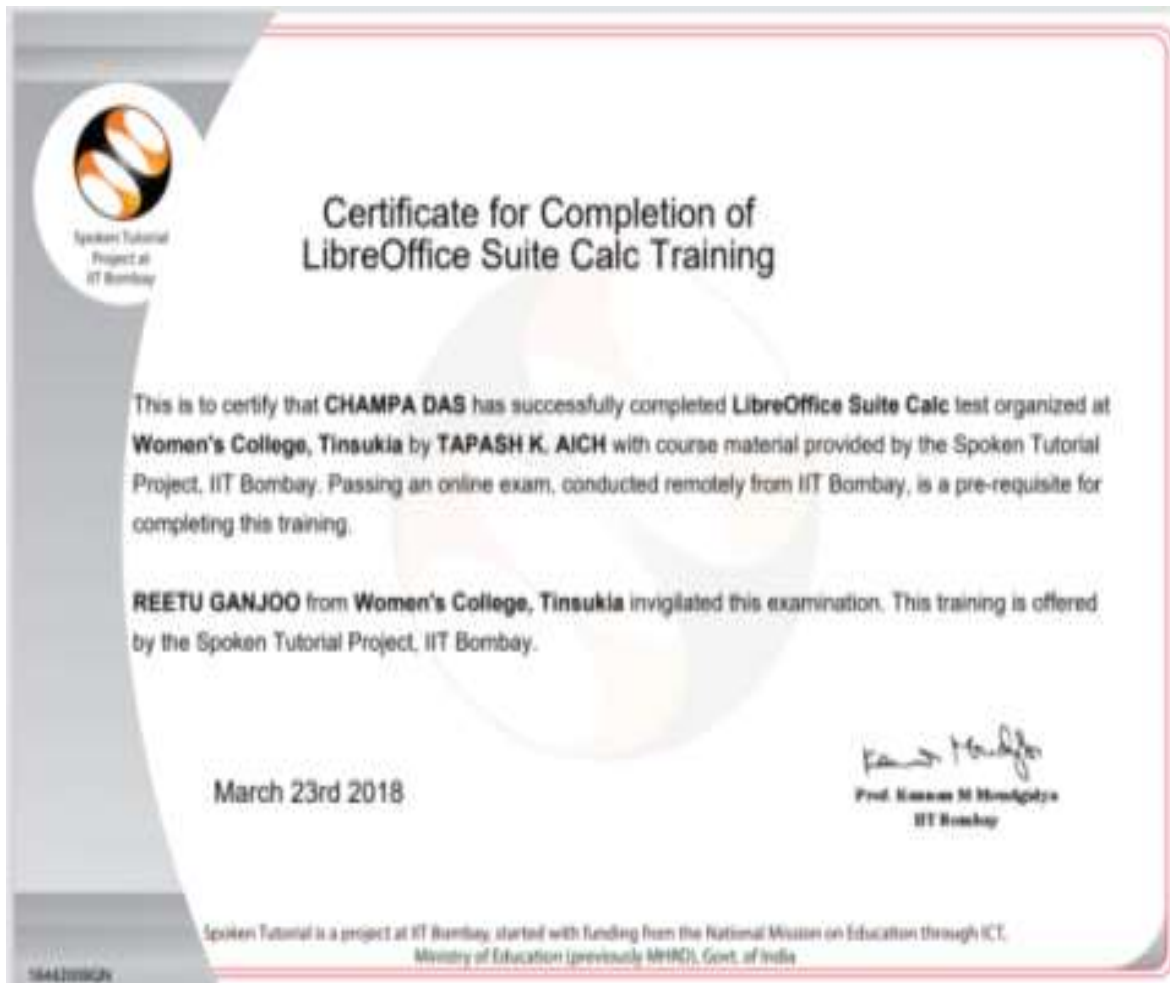 Spoken Tutorial
Project at
IIT Bombay
Certificate for Completion of
LibreOffice Suite Calc Training
This is to certify that CHAMPA DAS has successfully completed LibreOffice Suite Calc test organized at
Women's College, Tinsukia by TAPASH K. AICH with course material provided by the Spoken Tutorial
Project, IIT Bombay. Passing an online exam, conducted remotely from IIT Bombay, is a pre-requisite for
completing this training.
REETU GANJOO from Women's College, Tinsukia invigilated this examination. This training is offered
by the Spoken Tutorial Project, IIT Bombay.
March 23rd 2018
Prof. Kannan M Moudgalya
IIT Bombay
Spoken Tutorial is a project at IIT Bombay, started with funding from the National Mission on Education through ICT,
Ministry of Education (previously MHRD), Govt. of India